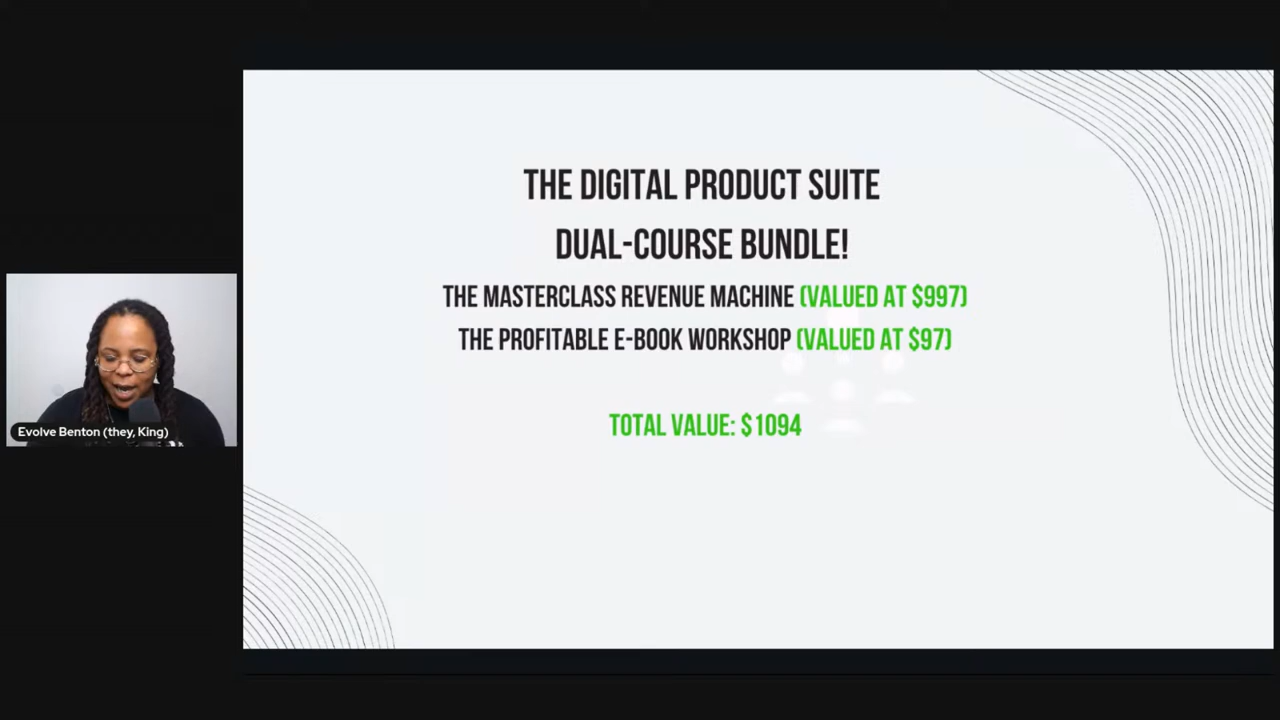 THE DIGITAL PRODUCT SUITE
DUAL-COURSE BUNDLE!
THE MASTERCLASS REVENUE MACHINE (VALUED AT $997)
THE PROFITABLE E-BOOK WORKSHOP (VALUED AT $97)
TOTAL VALUE: $1094
Evolve Benton (they, King)